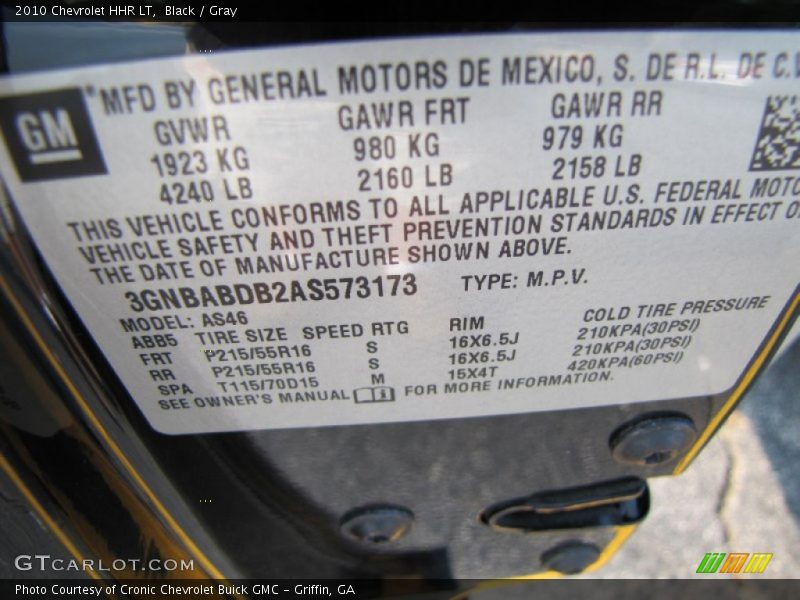 2010 Chevrolet HHR LT,  Black / Gray
GM
MFD BY GENERAL MOTORS DE MEXICO, S. DE R.L. DE C.V
GVWR GAWR FRT GAWR RR
1923 KG 980 KG 979 KG
4240 LB 2160 LB 2158 LB
THIS VEHICLE CONFORMS TO ALL APPLICABLE U.S. FEDERAL MOTO
VEHICLE SAFETY AND THEFT PREVENTION STANDARDS IN EFFECT O
THE DATE OF MANUFACTURE SHOWN ABOVE.
3GNBABDB2AS573173 TYPE: M.P.V.
MODEL: AS46
ABB5 TIRE SIZE SPEED RTG RIM COLD TIRE PRESSURE
FRT P215/55R16 S 16X6.5J 210KPA(30PSI)
RR P215/55R16 S 16X6.5J 210KPA(30PSI)
SPA T115/70D15 M 15X4T 420KPA(60PSI)
SEE OWNER'S MANUAL FOR MORE INFORMATION.
GTCARLOT.COM
Photo Courtesy of Cronic Chevrolet Buick GMC - Griffin, GA